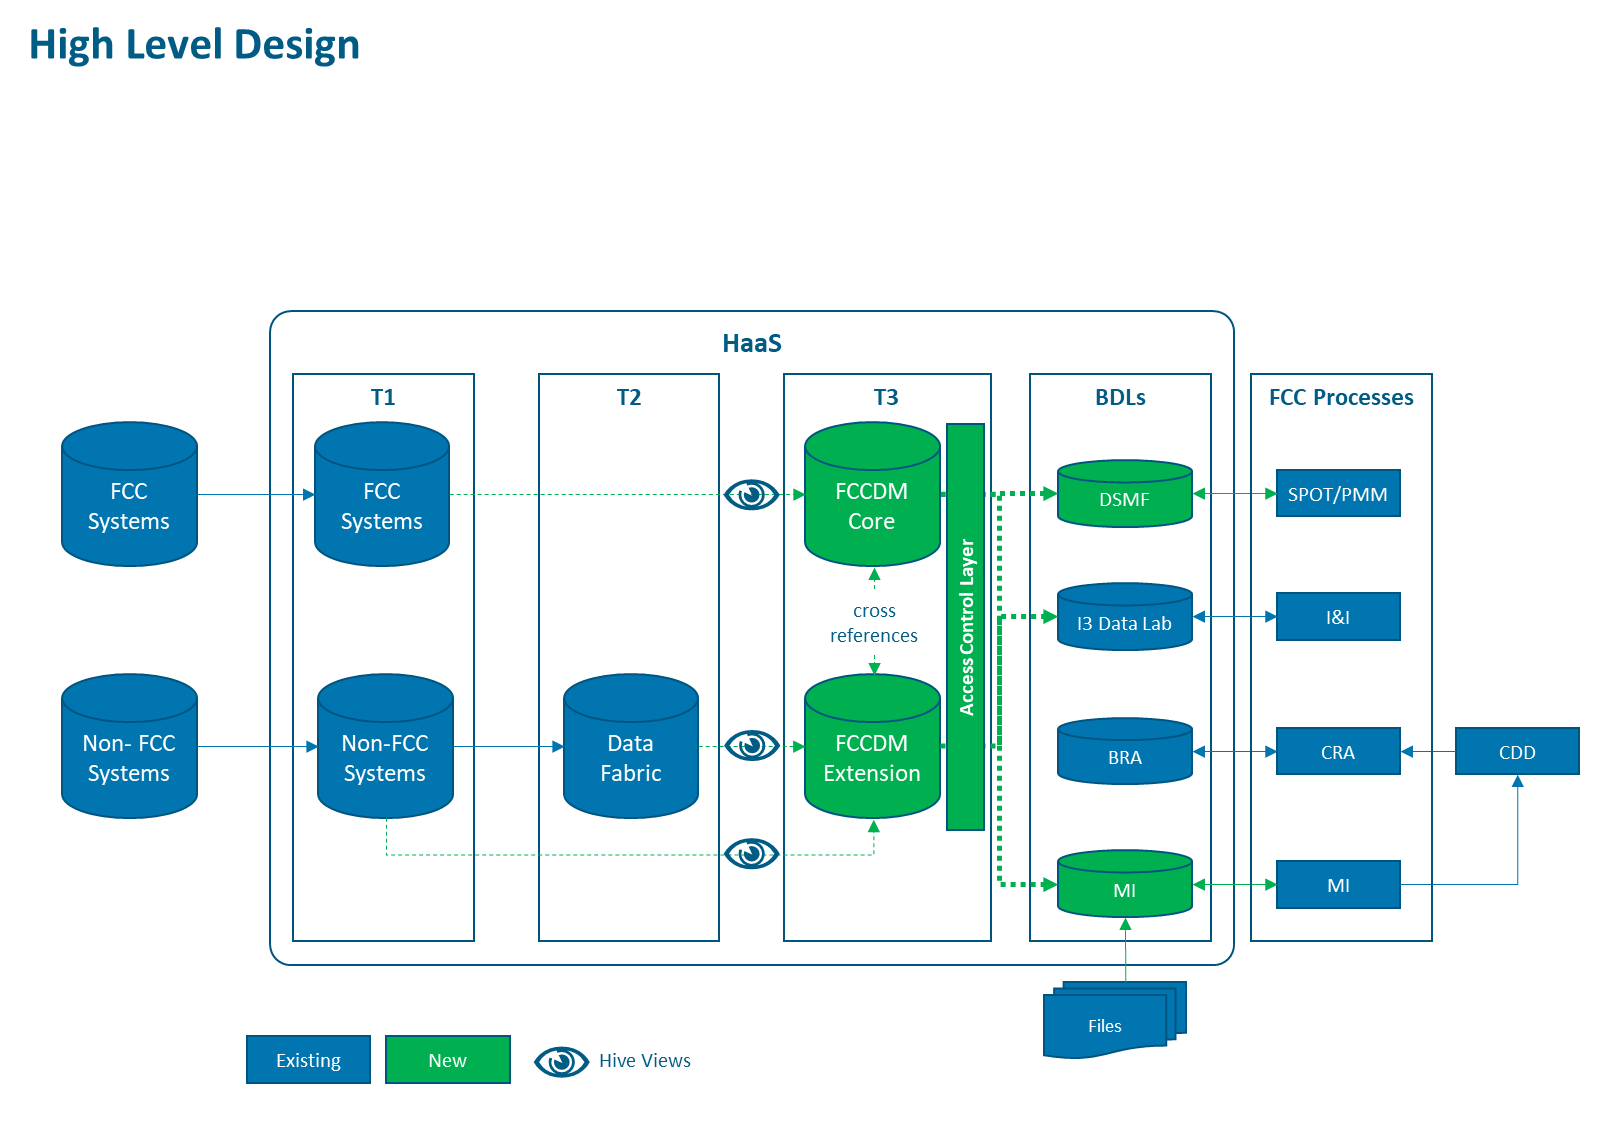 High Level Design
HaaS
T1
T2
T3
BDLs
FCC Processes
FCC
Systems
FCC
Systems
FCCDM
Core
DSMF
SPOT/PMM
cross
references
Access Control Layer
I3 Data Lab
I&I
Non- FCC
Systems
Non-FCC
Systems
Data
Fabric
FCCDM
Extension
BRA
CRA
CDD
MI
MI
Files
Existing
New
Hive Views